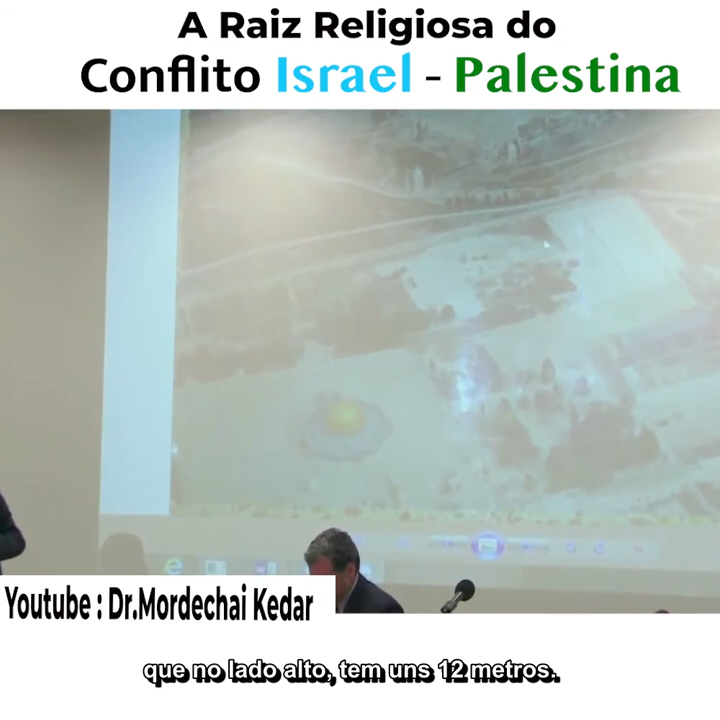 A Raiz Religiosa do
Conflito Israel - Palestina
Youtube : Dr.Mordechai Kedar
que no lado alto, tem uns 12 metros.